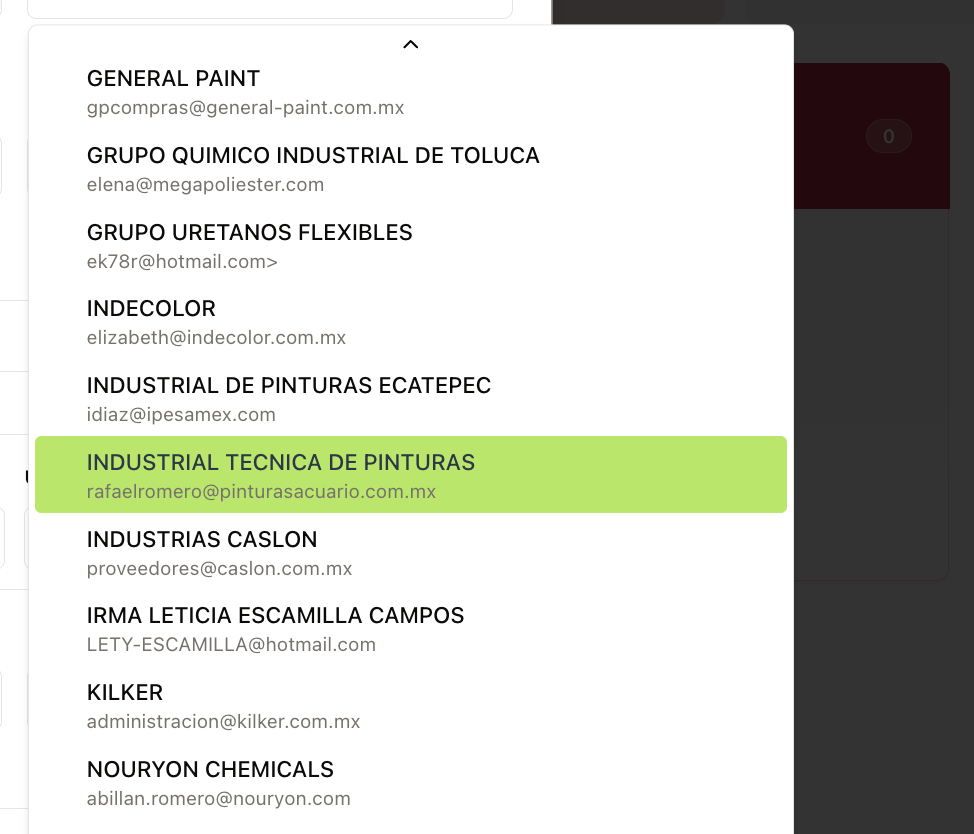 GENERAL PAINT
gpcompras@general-paint.com.mx
0
GRUPO QUIMICO INDUSTRIAL DE TOLUCA
elena@megapoliester.com
GRUPO URETANOS FLEXIBLES
ek78r@hotmail.com>
INDECOLOR
elizabeth@indecolor.com.mx
INDUSTRIAL DE PINTURAS ECATEPEC
idiaz@ipesamex.com
INDUSTRIAL TECNICA DE PINTURAS
rafaelromero@pinturasacuario.com.mx
INDUSTRIAS CASLON
proveedores@caslon.com.mx
IRMA LETICIA ESCAMILLA CAMPOS
LETY-ESCAMILLA@hotmail.com
KILKER
administracion@kilker.com.mx
NOURYON CHEMICALS
abillan.romero@nouryon.com